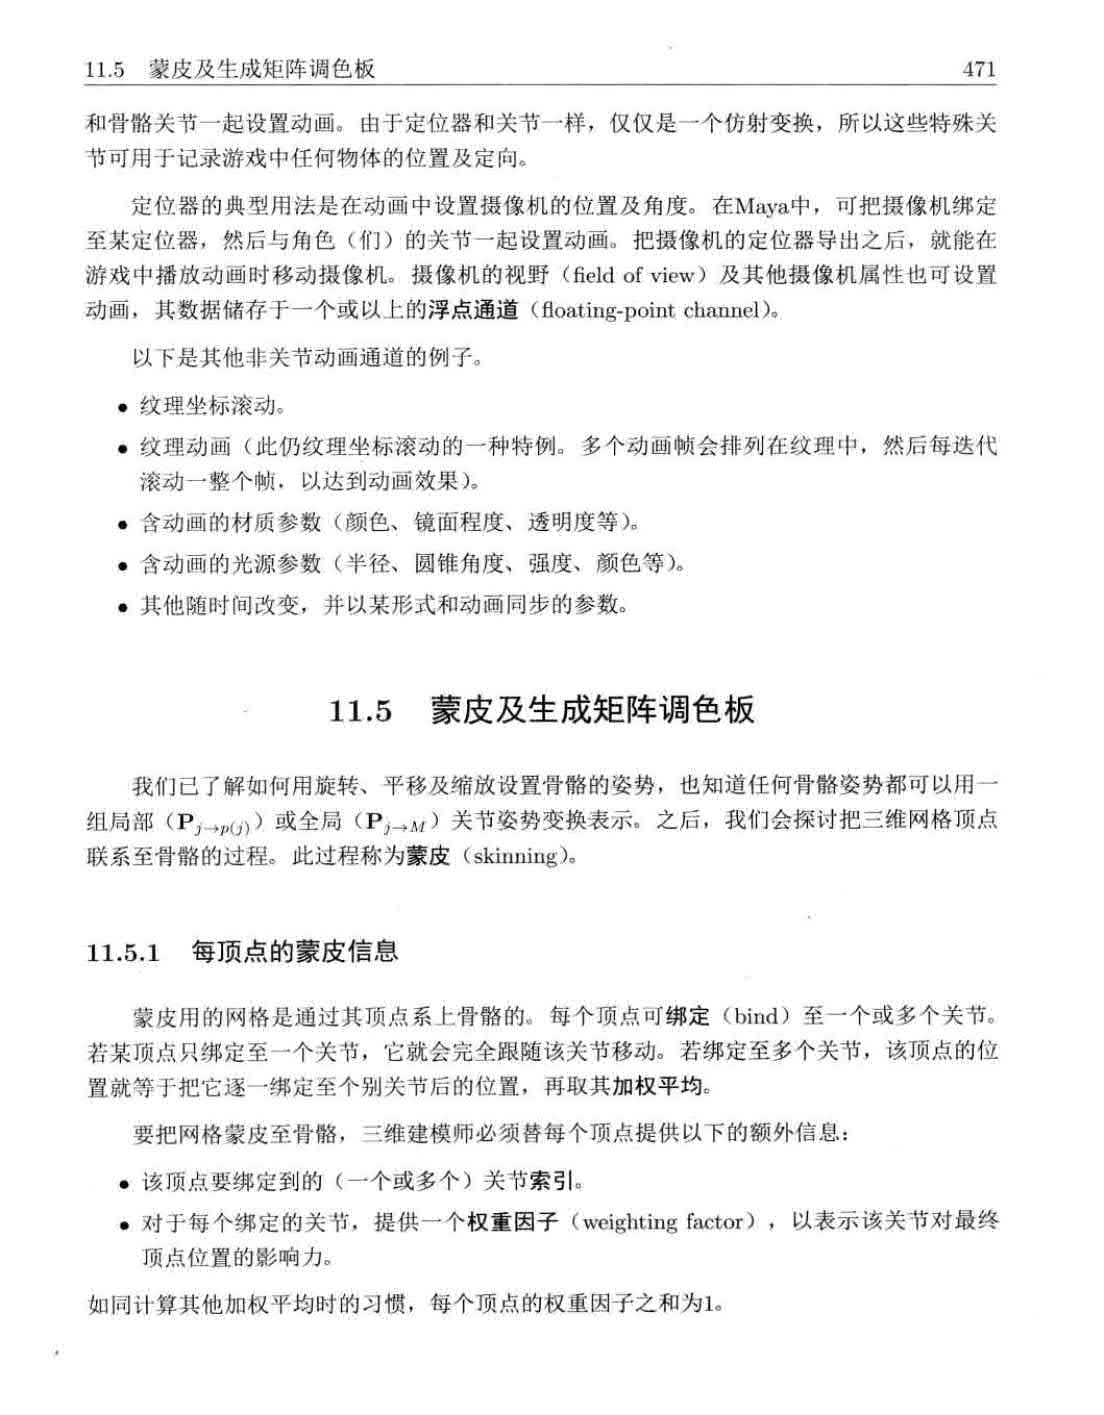 11.5 蒙皮及生成矩阵调色板 471
和骨骼关节一起设置动画。由于定位器和关节一样，仅仅是一个仿射变换，所以这些特殊关
节可用于记录游戏中任何物体的位置及定向。
定位器的典型用法是在动画中设置摄像机的位置及角度。在Maya中，可把摄像机绑定
至某定位器，然后与角色（们）的关节一起设置动画。把摄像机的定位器导出之后，就能在
游戏中播放动画时移动摄像机。摄像机的视野（field of view）及其他摄像机属性也可设置
动画，其数据储存于一个或以上的浮点通道（floating-point channel）。
以下是其他非关节动画通道的例子。
• 纹理坐标滚动。
• 纹理动画（此仍纹理坐标滚动的一种特例。多个动画帧会排列在纹理中，然后每迭代
滚动一整个帧，以达到动画效果）。
• 含动画的材质参数（颜色、镜面程度、透明度等）。
• 含动画的光源参数（半径、圆锥角度、强度、颜色等）。
• 其他随时间改变，并以某形式和动画同步的参数。
11.5 蒙皮及生成矩阵调色板
我们已了解如何用旋转、平移及缩放设置骨骼的姿势，也知道任何骨骼姿势都可以用一
组局部（P_{j→p(j)}）或全局（P_{j→M}）关节姿势变换表示。之后，我们会探讨把三维网格顶点
联系至骨骼的过程。此过程称为蒙皮（skinning）。
11.5.1 每顶点的蒙皮信息
蒙皮用的网格是通过其顶点系上骨骼的。每个顶点可绑定（bind）至一个或多个关节。
若某顶点只绑定至一个关节，它就会完全跟随该关节移动。若绑定至多个关节，该顶点的位
置就等于把它逐一绑定至个别关节后的位置，再取其加权平均。
要把网格蒙皮至骨骼，三维建模师必须替每个顶点提供以下的额外信息：
• 该顶点要绑定到的（一个或多个）关节索引。
• 对于每个绑定的关节，提供一个权重因子（weighting factor），以表示该关节对最终
顶点位置的影响力。
如同计算其他加权平均时的习惯，每个顶点的权重因子之和为1。